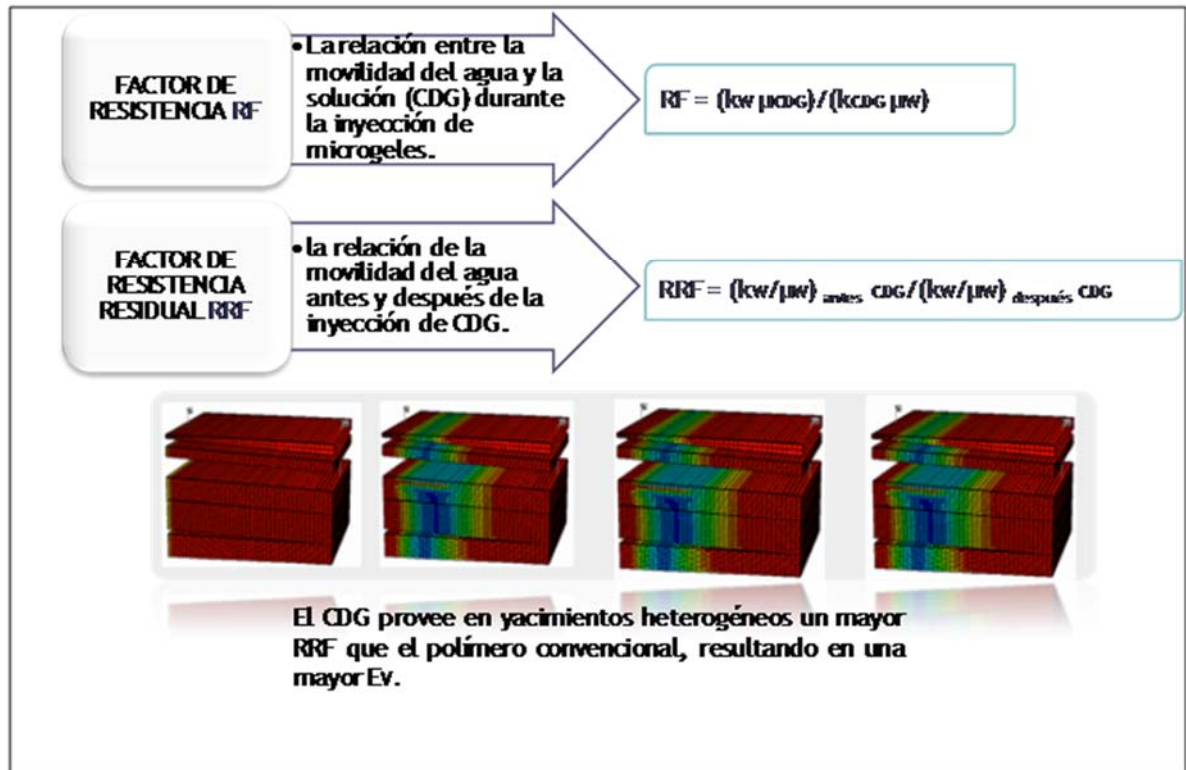 FACTOR DE
RESISTENCIA RF
•La relación entre la
movilidad del agua y la
solución (CDG) durante
la inyección de
microgeles.
RF = (kw μCDG)/(kCDG μw)
FACTOR DE
RESISTENCIA
RESIDUAL RRF
•la relación de la
movilidad del agua
antes y después de la
inyección de CDG.
RRF = (kw/μw) antes CDG/(kw/μw) después CDG
El CDG provee en yacimientos heterogéneos un mayor
RRF que el polímero convencional, resultando en una
mayor Ev.